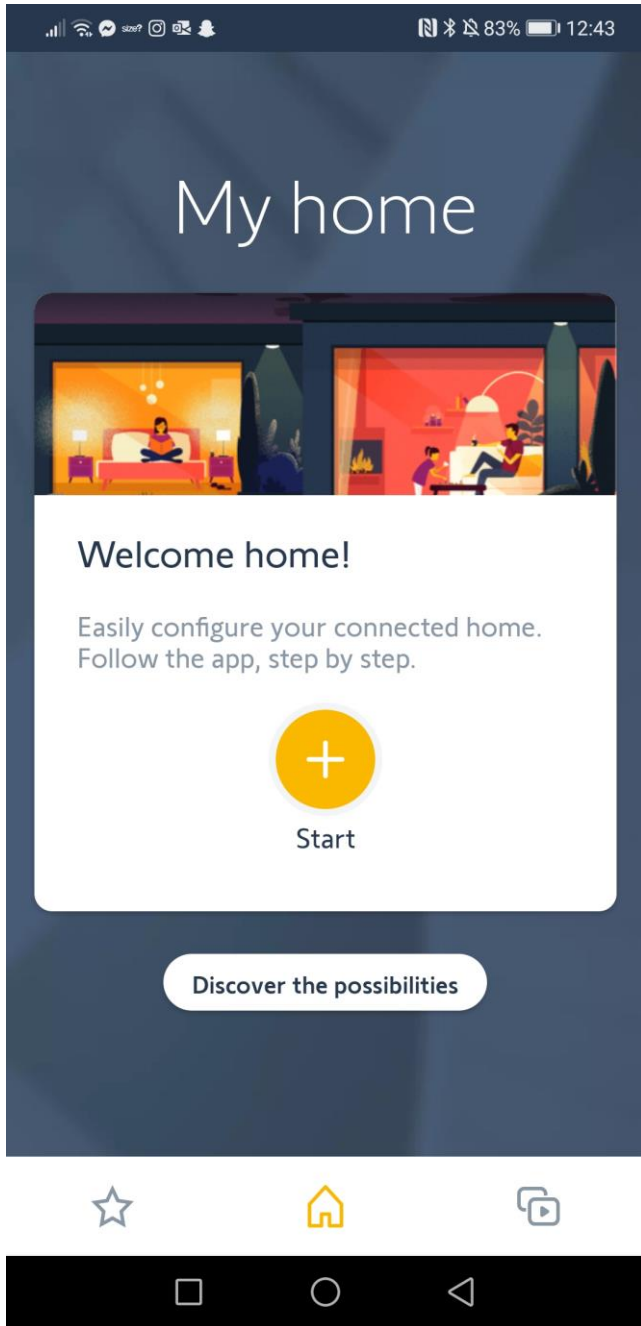 size? 83% 12:43
My home
Welcome home!
Easily configure your connected home.
Follow the app, step by step.
Start
Discover the possibilities